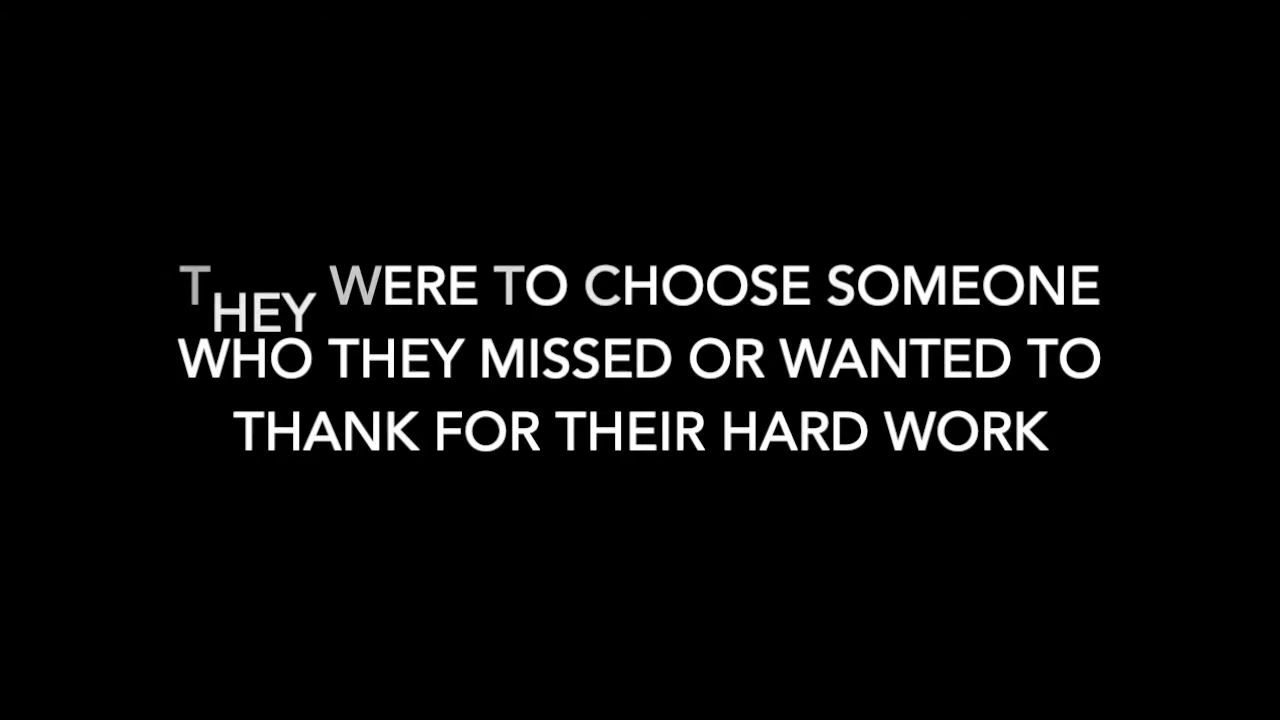 THEY WERE TO CHOOSE SOMEONE
WHO THEY MISSED OR WANTED TO
THANK FOR THEIR HARD WORK